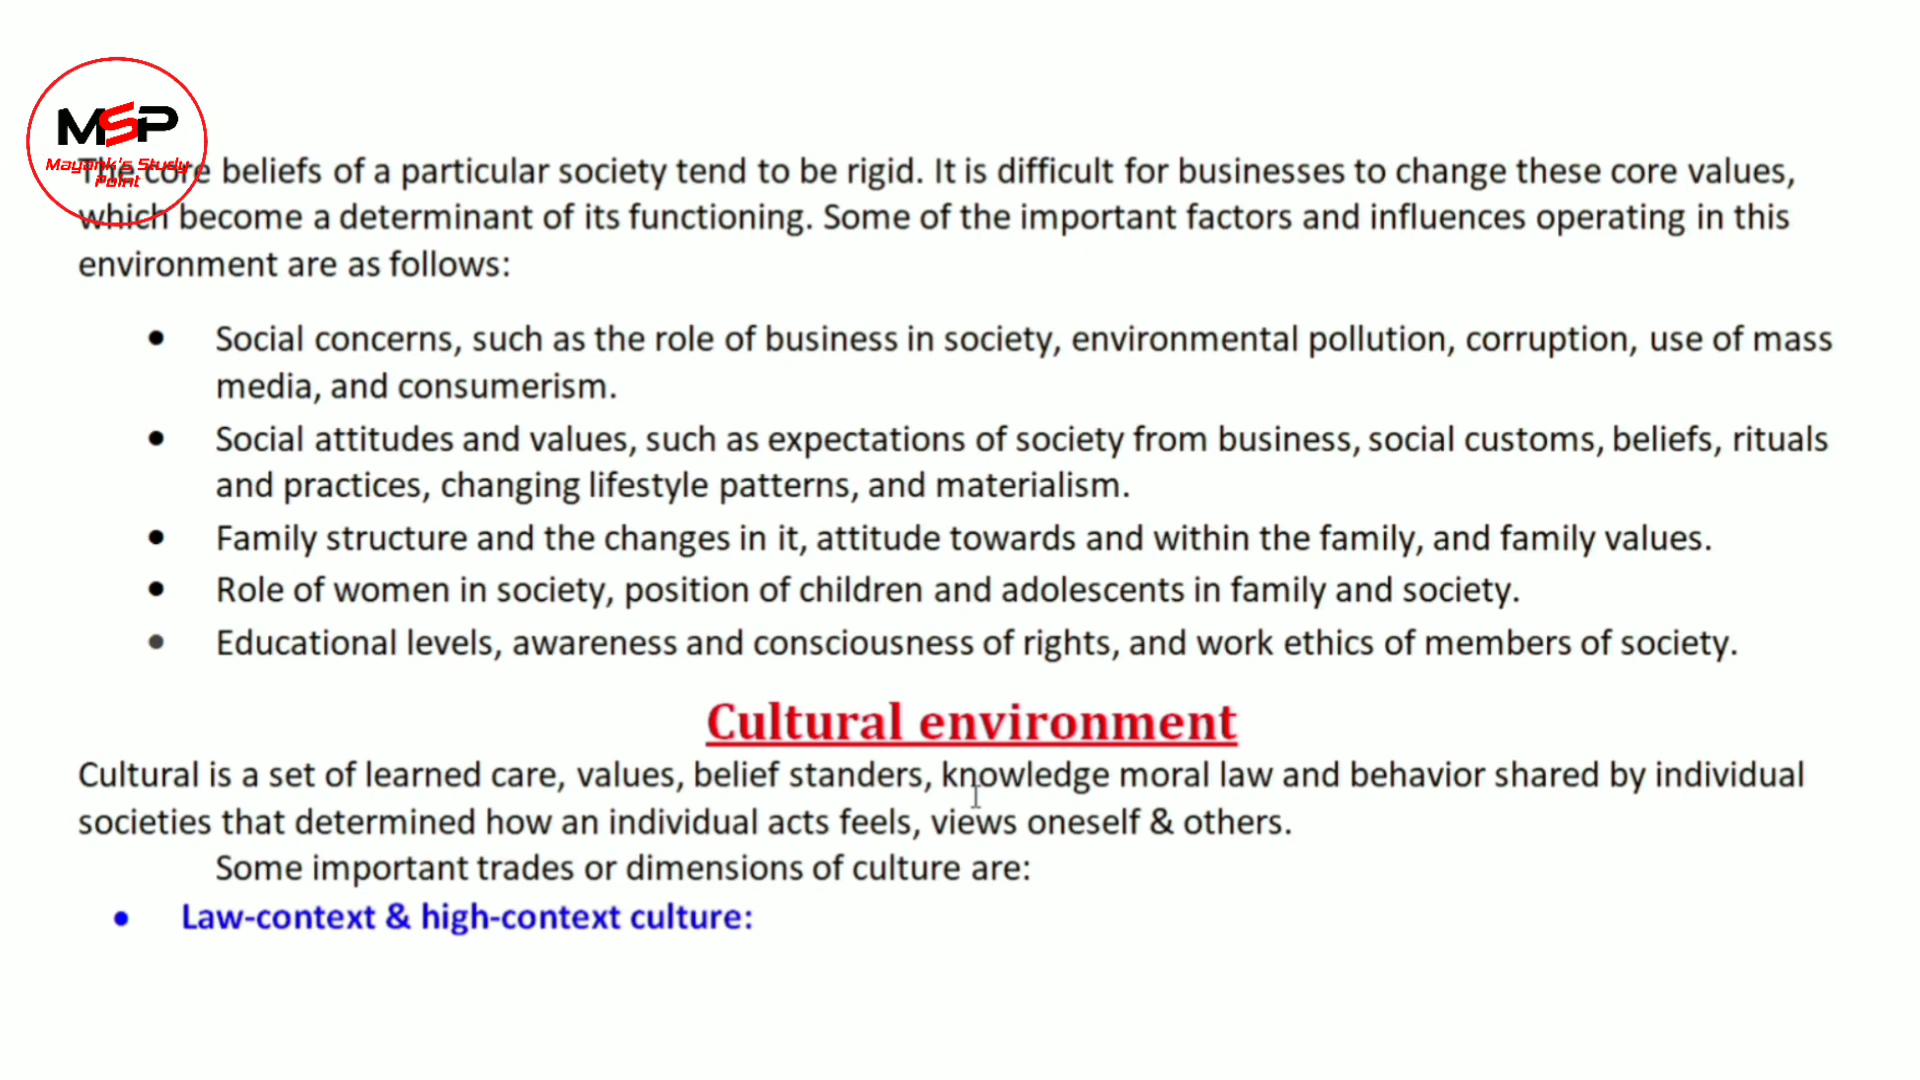 MSP
Mayank's Study
Point
The core beliefs of a particular society tend to be rigid. It is difficult for businesses to change these core values,
which become a determinant of its functioning. Some of the important factors and influences operating in this
environment are as follows:
• Social concerns, such as the role of business in society, environmental pollution, corruption, use of mass
media, and consumerism.
• Social attitudes and values, such as expectations of society from business, social customs, beliefs, rituals
and practices, changing lifestyle patterns, and materialism.
• Family structure and the changes in it, attitude towards and within the family, and family values.
• Role of women in society, position of children and adolescents in family and society.
• Educational levels, awareness and consciousness of rights, and work ethics of members of society.
Cultural environment
Cultural is a set of learned care, values, belief standers, knowledge moral law and behavior shared by individual
societies that determined how an individual acts feels, views oneself & others.
Some important trades or dimensions of culture are:
• Law-context & high-context culture: